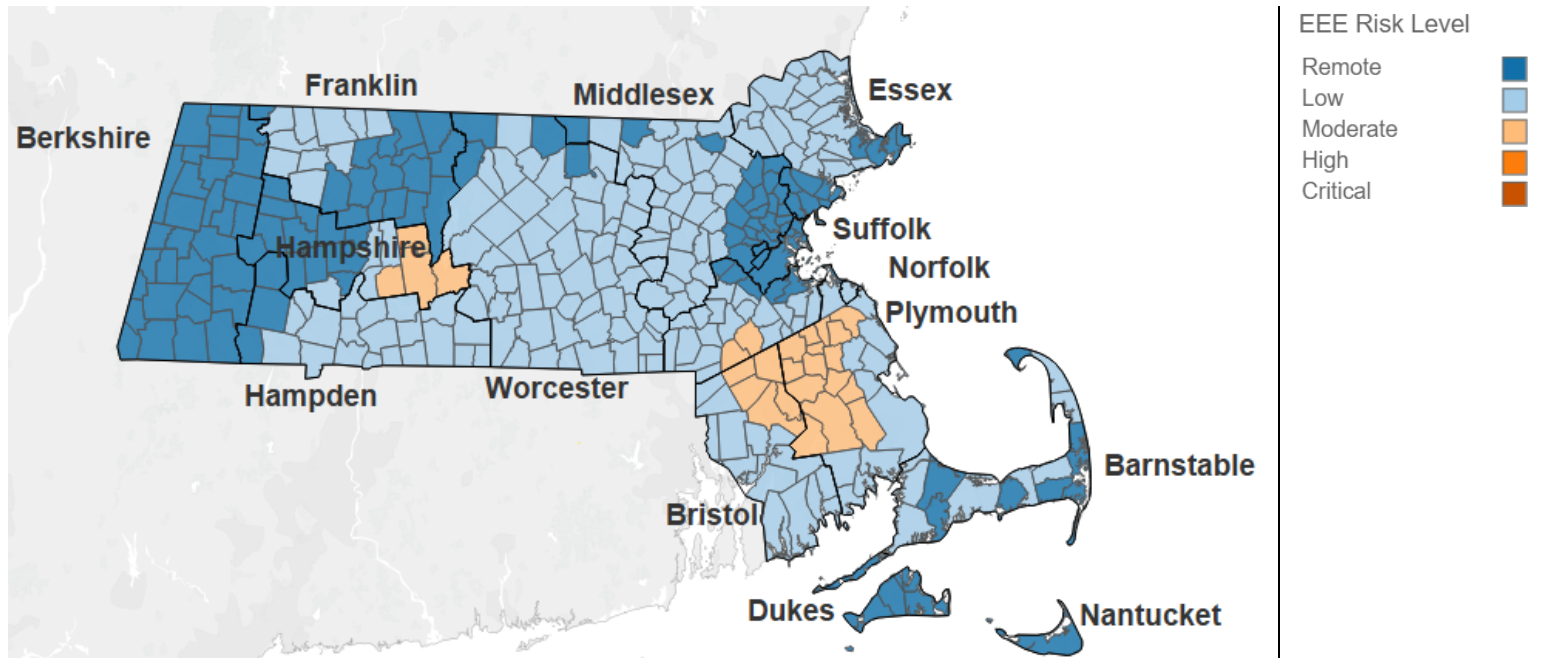 EEE Risk Level
Remote
Low
Moderate
High
Critical
Franklin
Middlesex
Essex
Berkshire
Hampshire
Suffolk
Norfolk
Plymouth
Hampden
Worcester
Barnstable
Bristol
Dukes
Nantucket